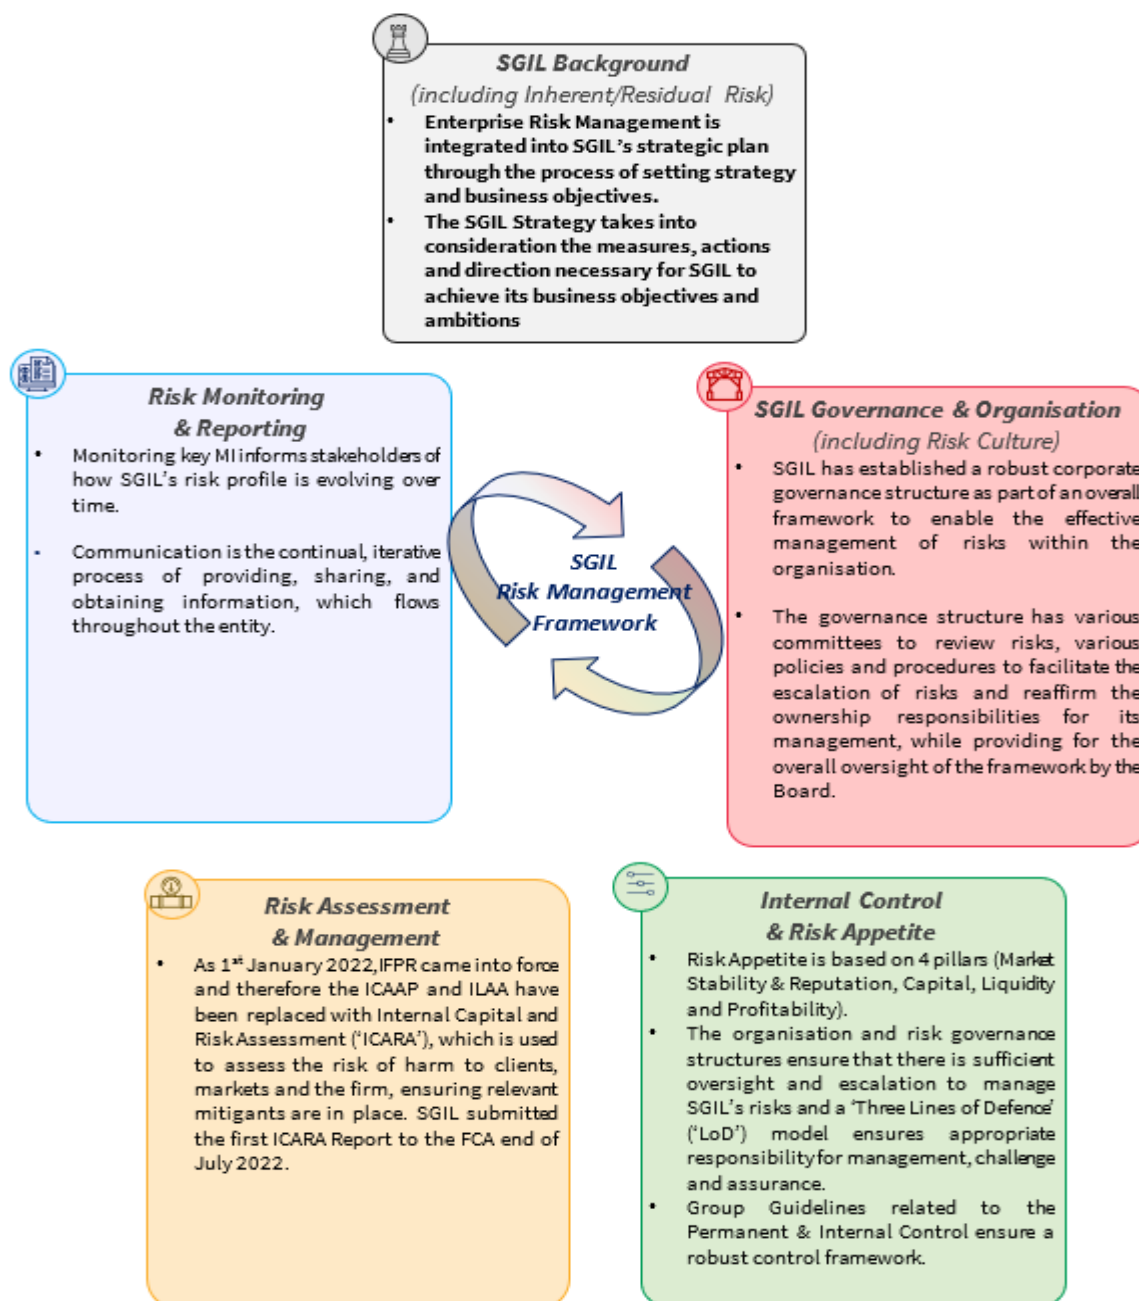 SGIL Background
(including Inherent/Residual Risk)
• Enterprise Risk Management is
integrated into SGIL's strategic plan
through the process of setting strategy
and business objectives.
• The SGIL Strategy takes into
consideration the measures, actions
and direction necessary for SGIL to
achieve its business objectives and
ambitions
Risk Monitoring
& Reporting
• Monitoring key MI informs stakeholders of
how SGIL's risk profile is evolving over
time.
- Communication is the continual, iterative
process of providing, sharing, and
obtaining information, which flows
throughout the entity.
SGIL
Risk Management
Framework
SGIL Governance & Organisation
(including Risk Culture)
• SGIL has established a robust corporate
governance structure as part of an overall
framework to enable the effective
management of risks within the
organisation.
• The governance structure has various
committees to review risks, various
policies and procedures to facilitate the
escalation of risks and reaffirm the
ownership responsibilities for its
management, while providing for the
overall oversight of the framework by the
Board.
Risk Assessment
& Management
• As 1st January 2022, IFPR came into force
and therefore the ICAAP and ILAA have
been replaced with Internal Capital and
Risk Assessment ('ICARA'), which is used
to assess the risk of harm to clients,
markets and the firm, ensuring relevant
mitigants are in place. SGIL submitted
the first ICARA Report to the FCA end of
July 2022.
Internal Control
& Risk Appetite
• Risk Appetite is based on 4 pillars (Market
Stability & Reputation, Capital, Liquidity
and Profitability).
• The organisation and risk governance
structures ensure that there is sufficient
oversight and escalation to manage
SGIL's risks and a 'Three Lines of Defence'
('LoD') model ensures appropriate
responsibility for management, challenge
and assurance.
• Group Guidelines related to the
Permanent & Internal Control ensure a
robust control framework.